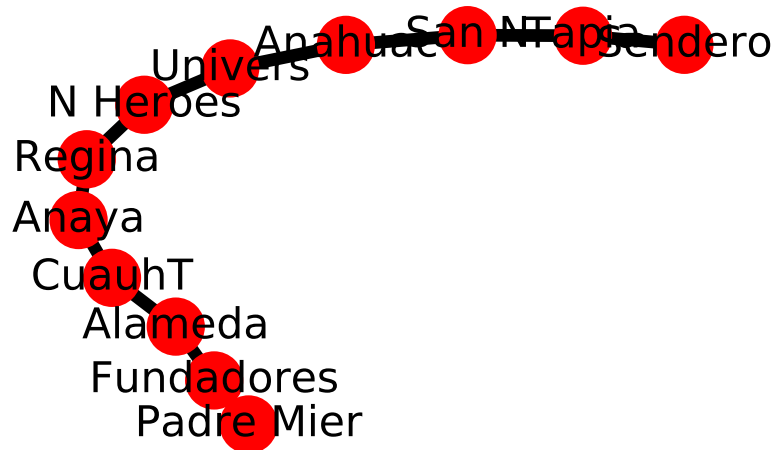 San N
Tapia
Anahuac
Sendero
Univers
N Heroes
Regina
Anaya
CuauhT
Alameda
Fundadores
Padre Mier